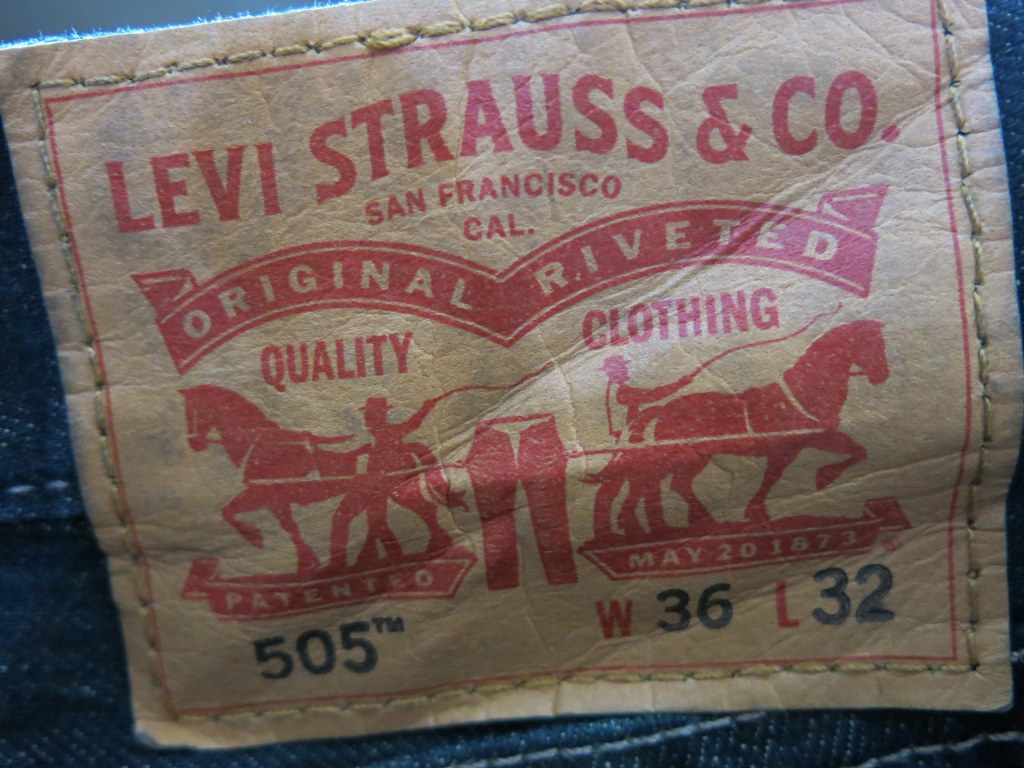 LEVI STRAUSS & CO.
SAN FRANCISCO
CAL.
ORIGINAL RIVETED
QUALITY CLOTHING
PATENTED MAY 20 1873
505™ W 36 L 32